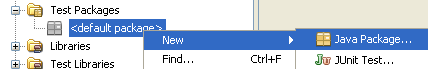 Test Packages
<default package>
New
Java Package...
Libraries
Find... Ctrl+F
JUnit Test...
Test Libraries